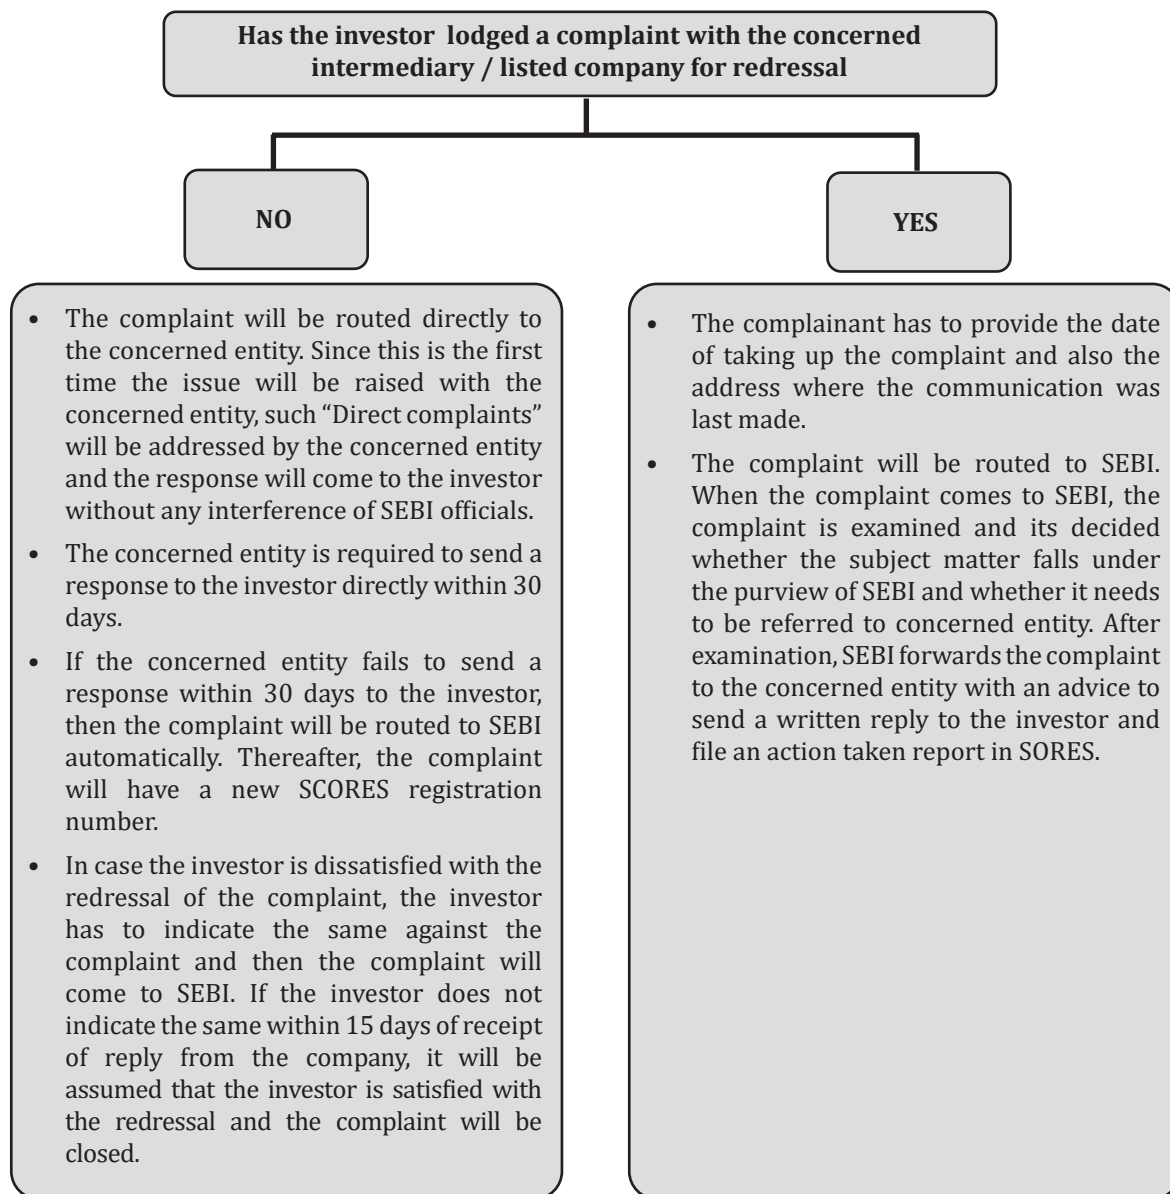 Has the investor lodged a complaint with the concerned
intermediary / listed company for redressal
NO
YES
• The complaint will be routed directly to
the concerned entity. Since this is the first
time the issue will be raised with the
concerned entity, such “Direct complaints”
will be addressed by the concerned entity
and the response will come to the investor
without any interference of SEBI officials.
• The concerned entity is required to send a
response to the investor directly within 30
days.
• If the concerned entity fails to send a
response within 30 days to the investor,
then the complaint will be routed to SEBI
automatically. Thereafter, the complaint
will have a new SCORES registration
number.
• In case the investor is dissatisfied with the
redressal of the complaint, the investor
has to indicate the same against the
complaint and then the complaint will
come to SEBI. If the investor does not
indicate the same within 15 days of receipt
of reply from the company, it will be
assumed that the investor is satisfied with
the redressal and the complaint will be
closed.
• The complainant has to provide the date
of taking up the complaint and also the
address where the communication was
last made.
• The complaint will be routed to SEBI.
When the complaint comes to SEBI, the
complaint is examined and its decided
whether the subject matter falls under
the purview of SEBI and whether it needs
to be referred to concerned entity. After
examination, SEBI forwards the complaint
to the concerned entity with an advice to
send a written reply to the investor and
file an action taken report in SORES.